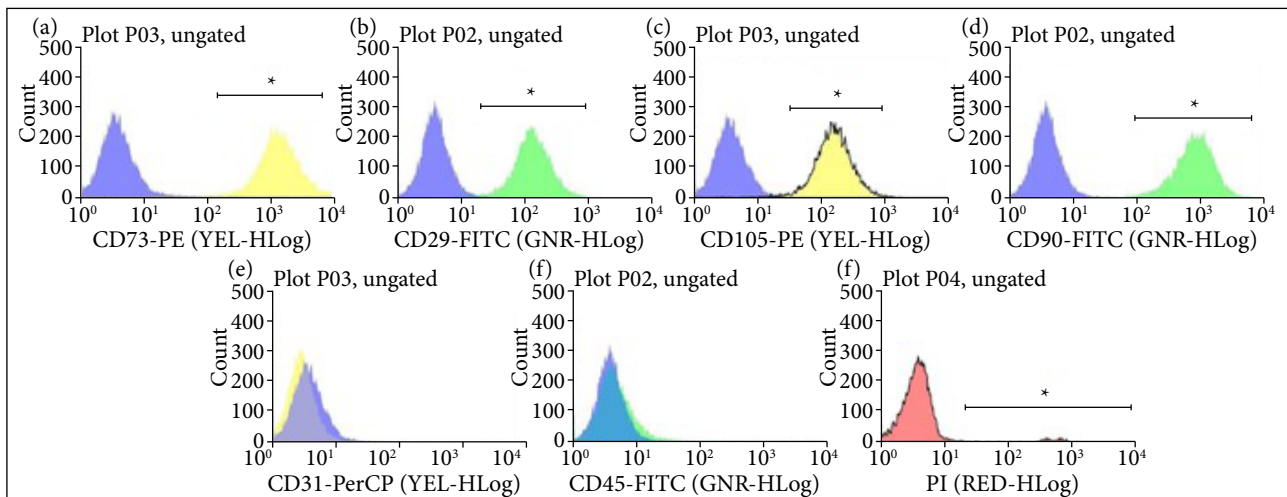 (a)
Plot P03, ungated
500
400
300
200
100
0
Count
*
10⁰ 10¹ 10² 10³ 10⁴
CD73-PE (YEL-HLog)
(b)
Plot P02, ungated
500
400
300
200
100
0
Count
*
10⁰ 10¹ 10² 10³ 10⁴
CD29-FITC (GNR-HLog)
(c)
Plot P03, ungated
500
400
300
200
100
0
Count
*
10⁰ 10¹ 10² 10³ 10⁴
CD105-PE (YEL-HLog)
(d)
Plot P02, ungated
500
400
300
200
100
0
Count
*
10⁰ 10¹ 10² 10³ 10⁴
CD90-FITC (GNR-HLog)
(e)
Plot P03, ungated
500
400
300
200
100
0
Count
10⁰ 10¹ 10² 10³ 10⁴
CD31-PerCP (YEL-HLog)
(f)
Plot P02, ungated
500
400
300
200
100
0
Count
10⁰ 10¹ 10² 10³ 10⁴
CD45-FITC (GNR-HLog)
(f)
Plot P04, ungated
500
400
300
200
100
0
Count
*
10⁰ 10¹ 10² 10³ 10⁴
PI (RED-HLog)